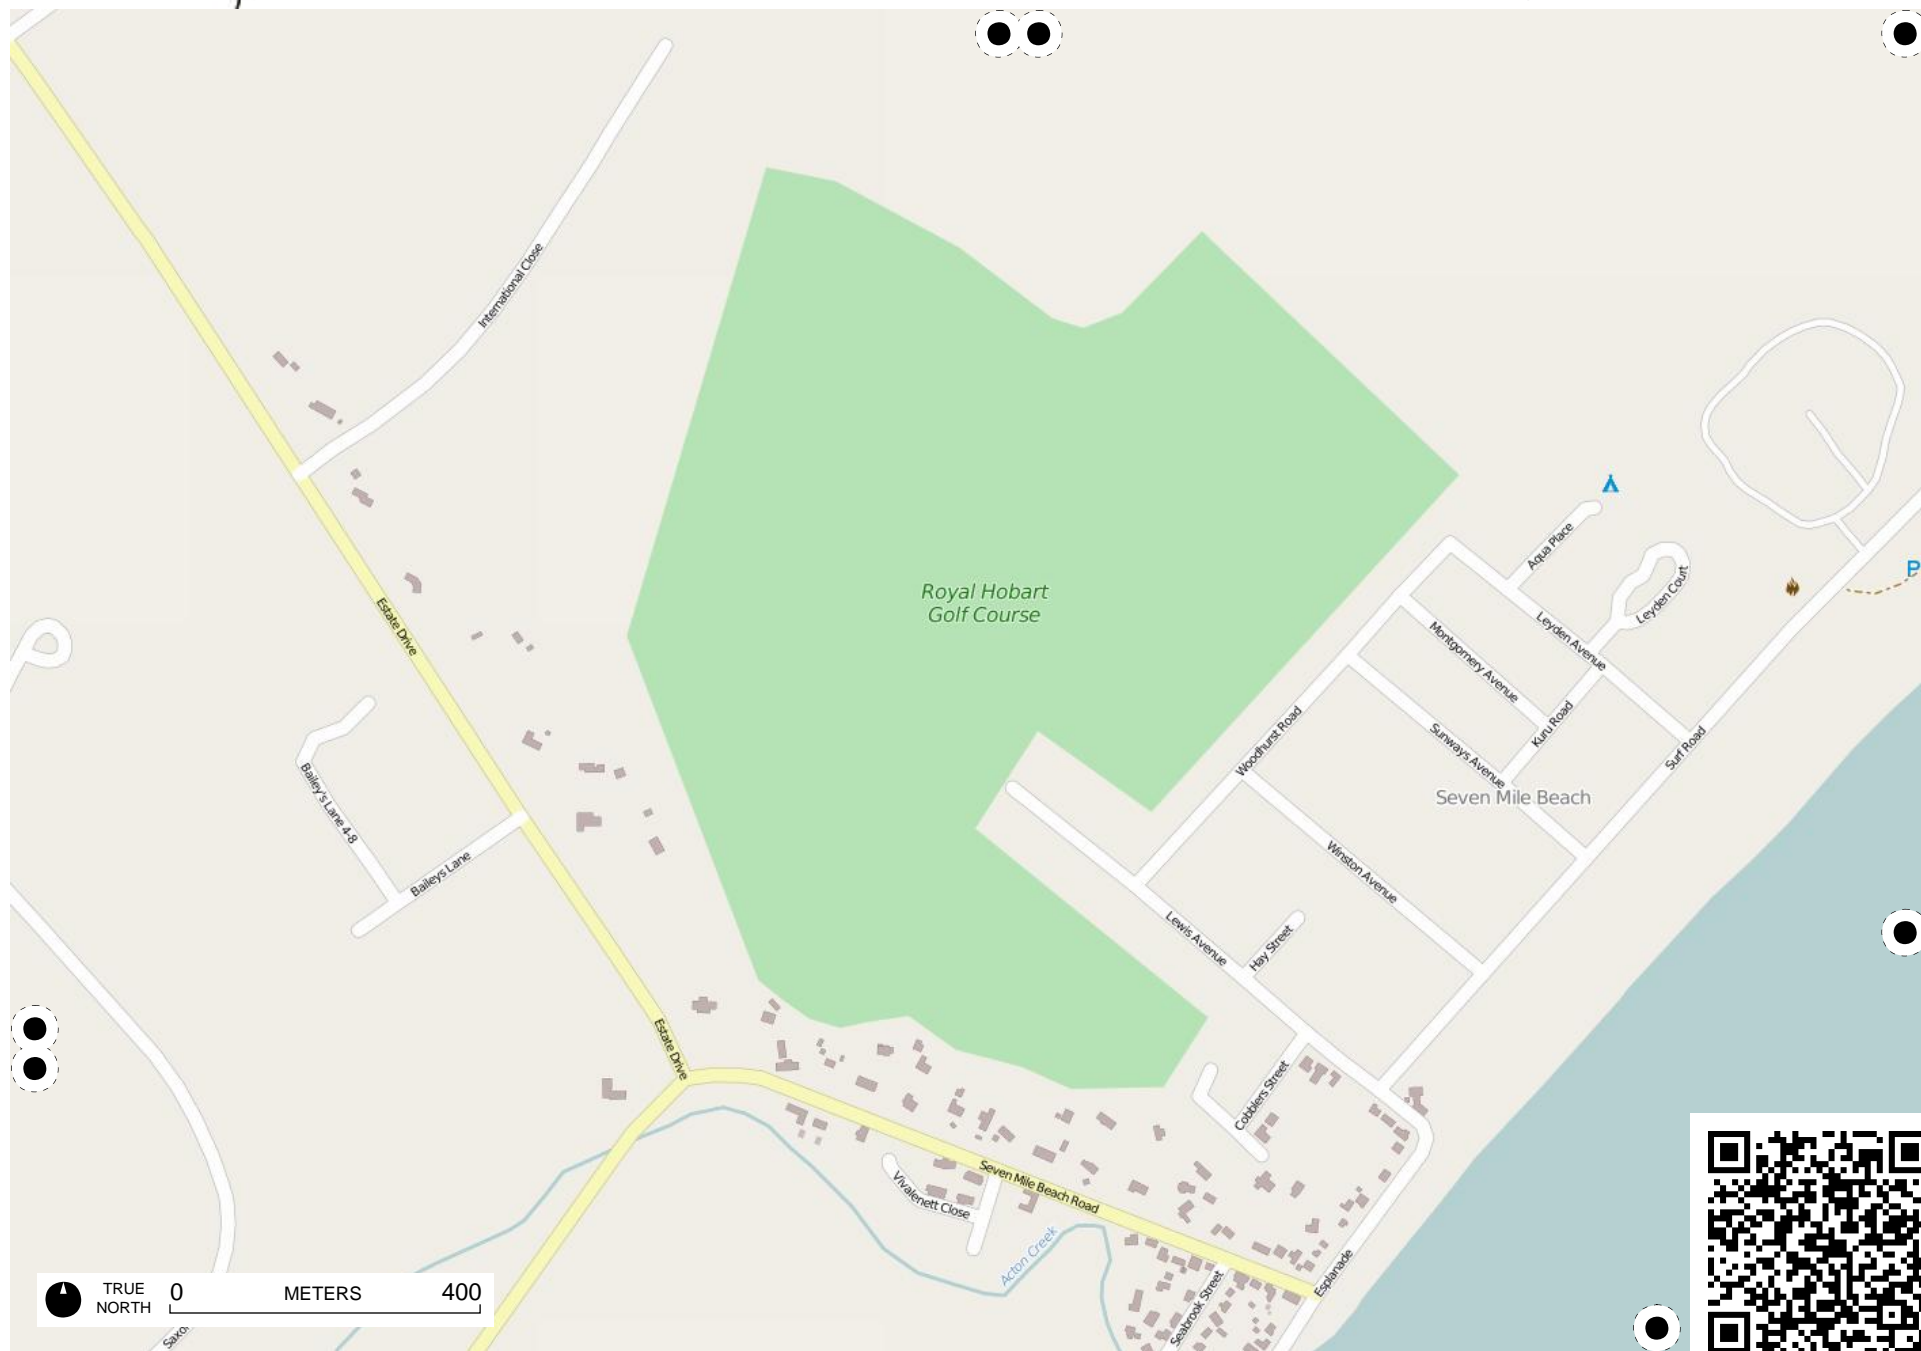 International Close
Estate Drive
Royal Hobart
Golf Course
Aqua Place
P
Leyden Court
Leyden Avenue
Montgomery Avenue
Kuru Road
Sunways Avenue
Surf Road
Woodhurst Road
Seven Mile Beach
Bailey's Lane 4-8
Baileys Lane
Winston Avenue
Lewis Avenue
Hay Street
Estate Drive
Cobblers Street
Seven Mile Beach Road
Vivalenett Close
Acton Creek
Esplanade
Seabrook Street
TRUE
NORTH
0 METERS 400